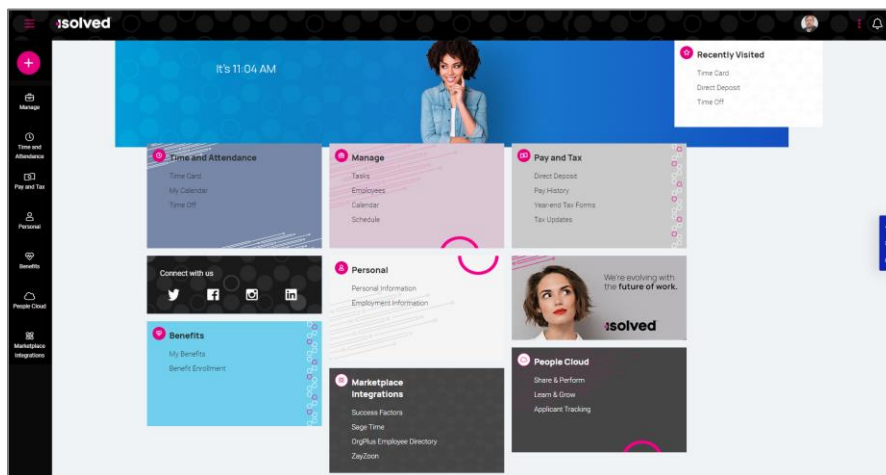 isolved
Manage
Time and
Attendance
Pay and Tax
Personal
Benefits
People Cloud
Marketplace
Integrations
It's 11:04 AM
Recently Visited
Time Card
Direct Deposit
Time Off
Time and Attendance
Time Card
My Calendar
Time Off
Manage
Tasks
Employees
Calendar
Schedule
Pay and Tax
Direct Deposit
Pay History
Year-end Tax Forms
Tax Updates
Connect with us
Personal
Personal Information
Employment Information
We're evolving with
the future of work.
isolved
Benefits
My Benefits
Benefit Enrollment
Marketplace
Integrations
Success Factors
Sage Time
OrgPlus Employee Directory
ZayZoon
People Cloud
Share & Perform
Learn & Grow
Applicant Tracking